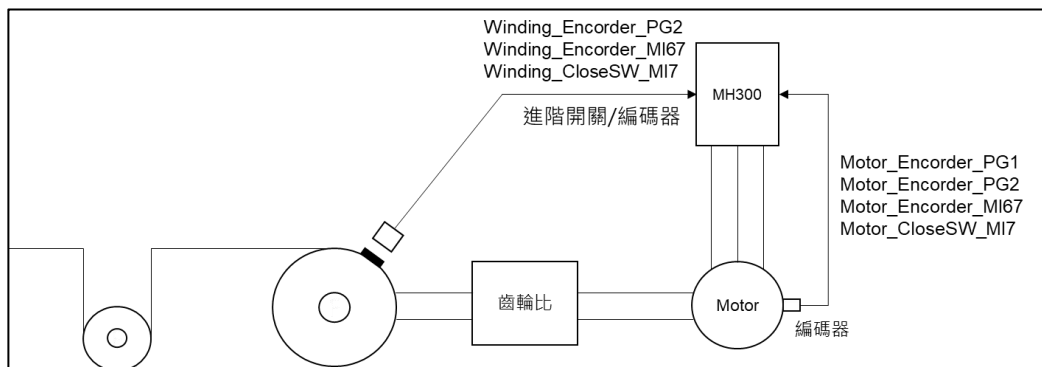 Winding_Encorder_PG2
Winding_Encorder_MI67
Winding_CloseSW_MI7
MH300
進階開關/編碼器
Motor_Encorder_PG1
Motor_Encorder_PG2
Motor_Encorder_MI67
Motor_CloseSW_MI7
齒輪比
Motor
編碼器